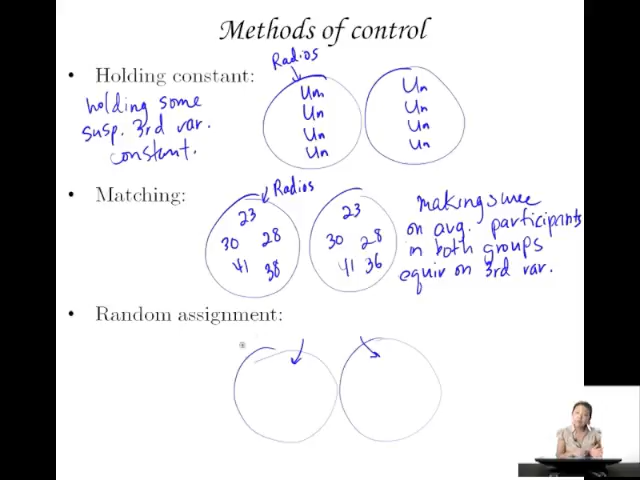 Methods of control
Radios
• Holding constant:
holding some
susp. 3rd var.
constant.
Um Un
Un Un
Un Un
Un Un
• Matching:
Radios
23 23
30 28 30 28
41 38 41 36
making sure
on avg. participants
in both groups
equiv on 3rd var.
• Random assignment: